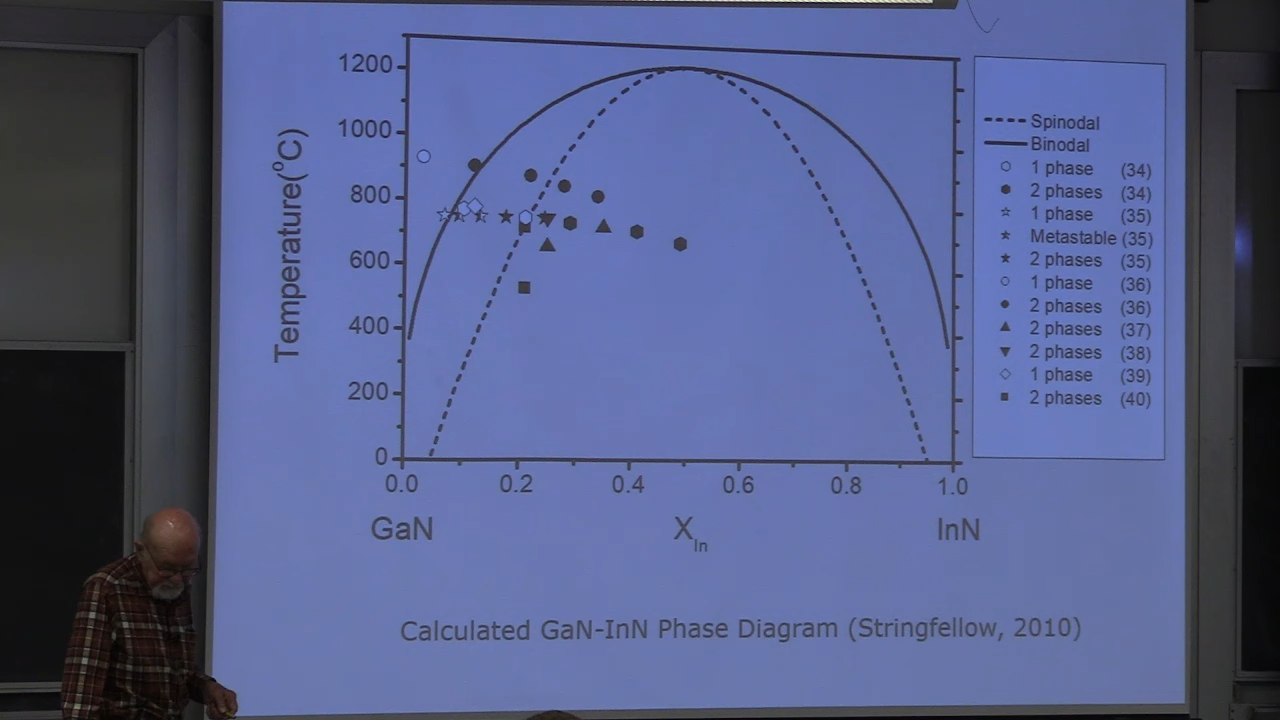 1200
1000
800
600
400
200
0
Temperature(°C)
0.0 0.2 0.4 0.6 0.8 1.0
GaN X In InN
Spinodal
Binodal
1 phase (34)
2 phases (34)
1 phase (35)
Metastable (35)
2 phases (35)
1 phase (36)
2 phases (36)
2 phases (37)
2 phases (38)
1 phase (39)
2 phases (40)
Calculated GaN-InN Phase Diagram (Stringfellow, 2010)